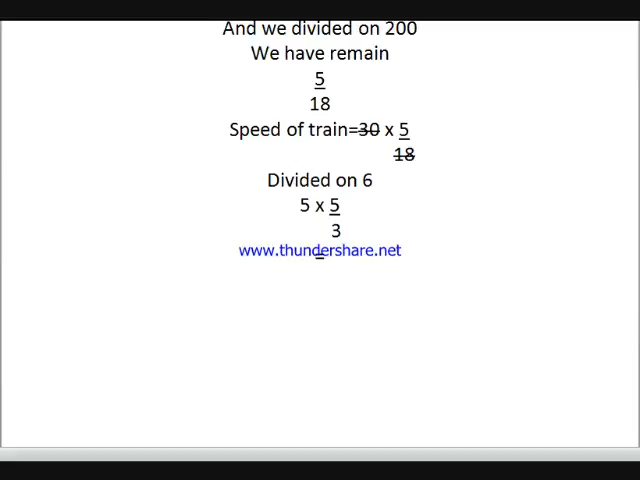 And we divided on 200
We have remain
5
18
Speed of train=30 x 5
18
Divided on 6
5 x 5
3
www.thundershare.net
=